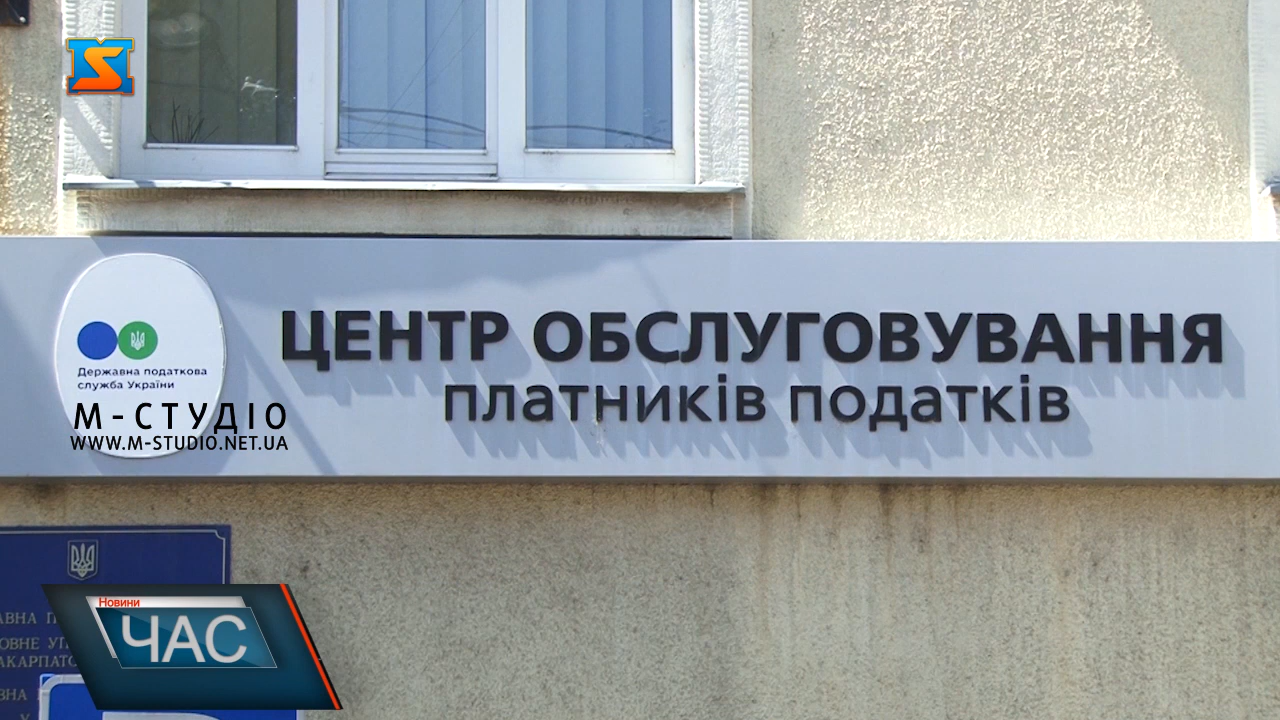 ЦЕНТР ОБСЛУГОВУВАННЯ
ПЛАТНИКІВ ПОДАТКІВ
Державна податкова
служба України
М-СТУДІО
WWW.M-STUDIO.NET.UA
Новини
ЧАС